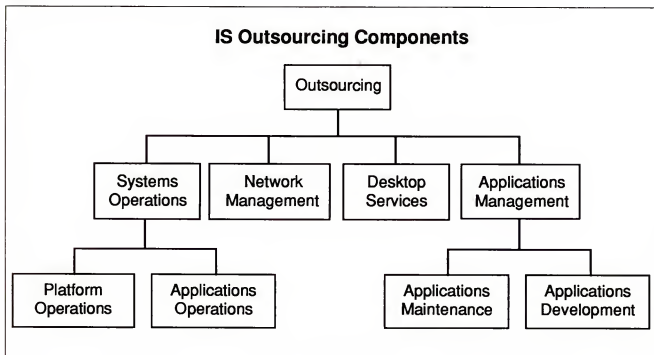 IS Outsourcing Components
Outsourcing
Systems
Operations
Network
Management
Desktop
Services
Applications
Management
Platform
Operations
Applications
Operations
Applications
Maintenance
Applications
Development